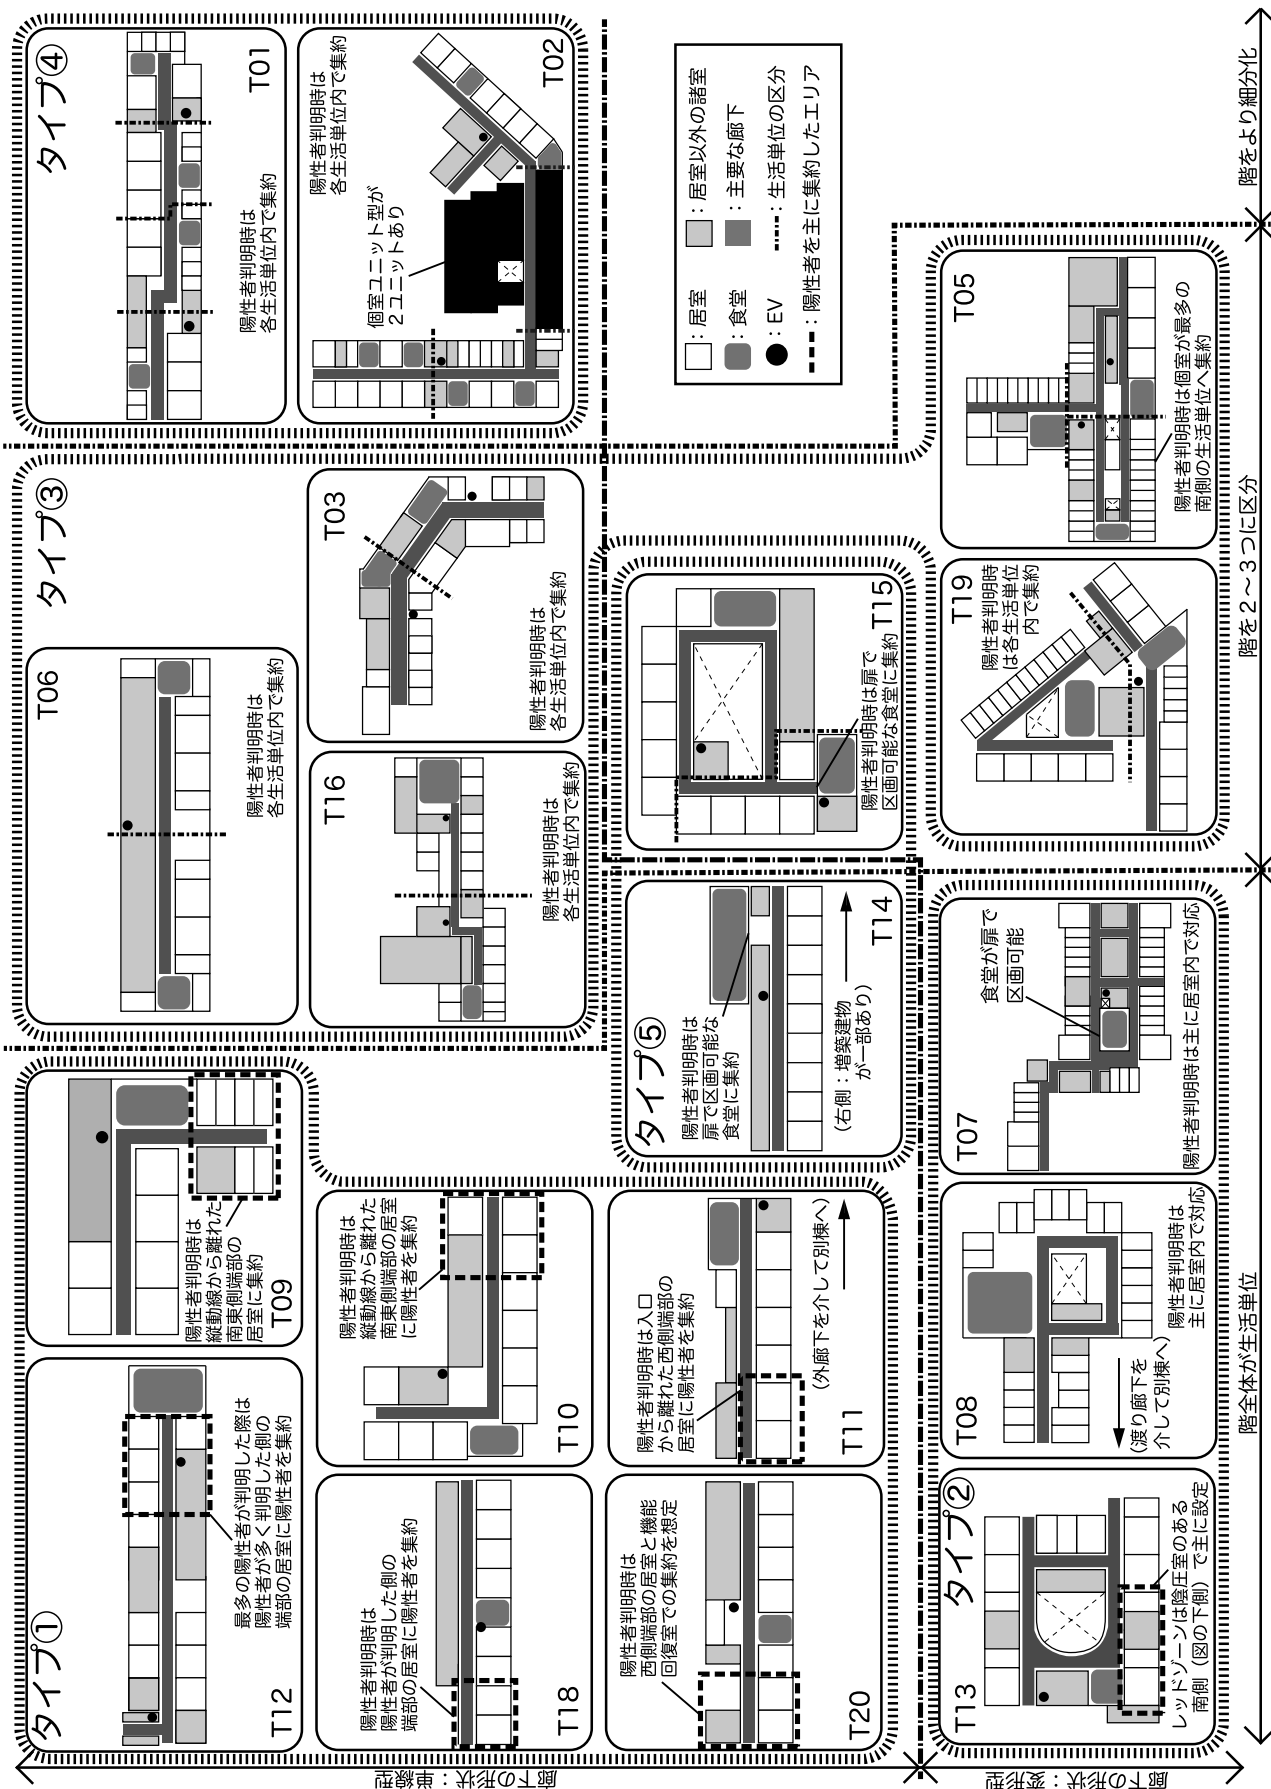 タイプ①
T12
最多の陽性者が判明した際は
陽性者が多く判明した側の
端部の居室に陽性者を集約
T09
陽性者判明時は
縦動線から離れた
南東側端部の
居室に集約
T18
陽性者判明時は
陽性者が判明した側の
端部の居室に陽性者を集約
T10
陽性者判明時は
縦動線から離れた
南東側端部の居室
に陽性者を集約
T20
陽性者判明時は
西側端部の居室と機能
回復室での集約を想定
T11
陽性者判明時は入口
から離れた西側端部の
居室に陽性者を集約
(外廊下を介して別棟へ)
タイプ③
T06
陽性者判明時は
各生活単位内で集約
T16
陽性者判明時は
各生活単位内で集約
T03
陽性者判明時は
各生活単位内で集約
タイプ④
T01
陽性者判明時は
各生活単位内で集約
T02
陽性者判明時は
各生活単位内で集約
個室ユニット型が
２ユニットあり
タイプ⑤
T14
陽性者判明時は
扉で区画可能な
食堂に集約
(右側：増築建物
が一部あり)
T15
陽性者判明時は扉で
区画可能な食堂に集約
：居室
：食堂
：EV
：陽性者を主に集約したエリア
：居室以外の諸室
：主要な廊下
：生活単位の区分
タイプ②
T13
レッドゾーンは陰圧室のある
南側（図の下側）で主に設定
T08
陽性者判明時は
主に居室内で対応
(渡り廊下を
介して別棟へ)
T07
食堂が扉で
区画可能
陽性者判明時は主に居室内で対応
T19
陽性者判明時
は各生活単位
内で集約
T05
陽性者判明時は個室が最多の
南側の生活単位へ集約
廊下の形状：単線型
廊下の形状：変形型
階全体が生活単位
階を２～３つに区分
階をより細分化